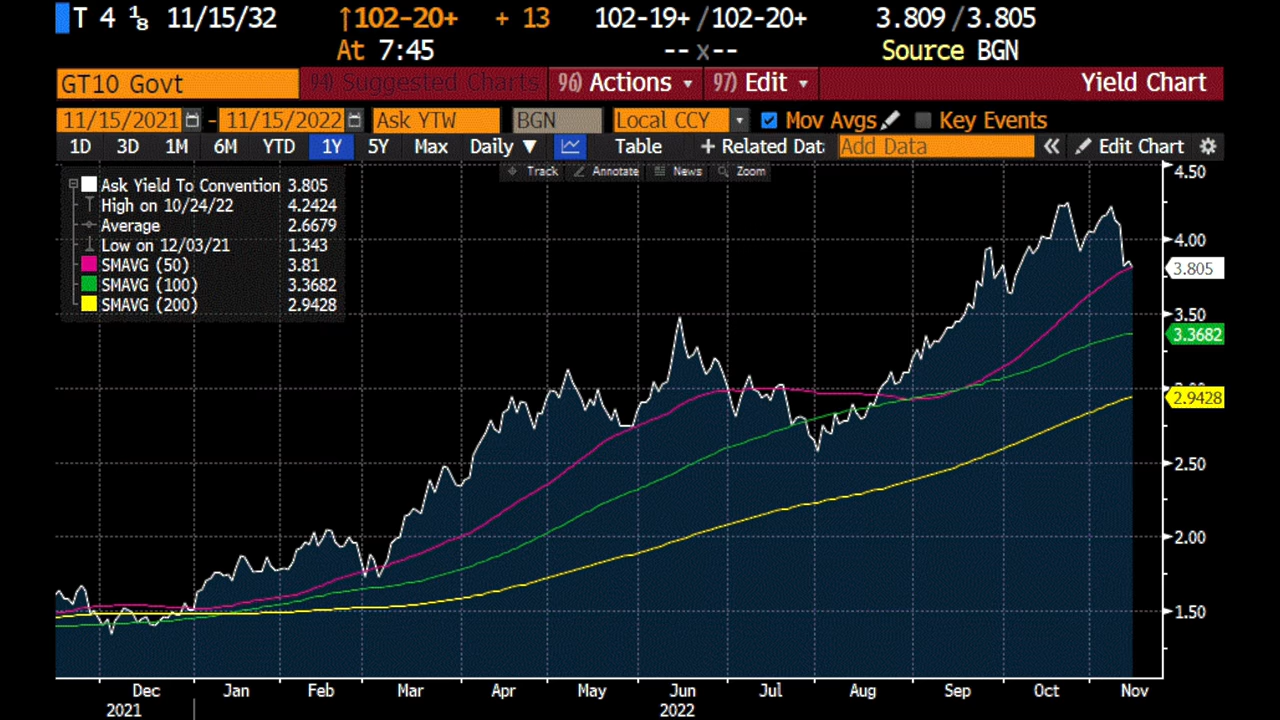 T 4 ⅛ 11/15/32 ↑102-20+ + 13 102-19+ / 102-20+ 3.809 / 3.805
At 7:45 -- x -- Source BGN
GT10 Govt 94) Suggested Charts 96) Actions 97) Edit Yield Chart
11/15/2021 - 11/15/2022 Ask YTW BGN Local CCY Mov Avgs Key Events
1D 3D 1M 6M YTD 1Y 5Y Max Daily ▼ Table + Related Dat Add Data « Edit Chart
Track Annotate News Zoom
Ask Yield To Convention 3.805
High on 10/24/22 4.2424
Average 2.6679
Low on 12/03/21 1.343
SMAVG (50) 3.81
SMAVG (100) 3.3682
SMAVG (200) 2.9428
4.50
4.00
3.805
3.50
3.3682
2.9428
2.50
2.00
1.50
Dec Jan Feb Mar Apr May Jun Jul Aug Sep Oct Nov
2021 2022